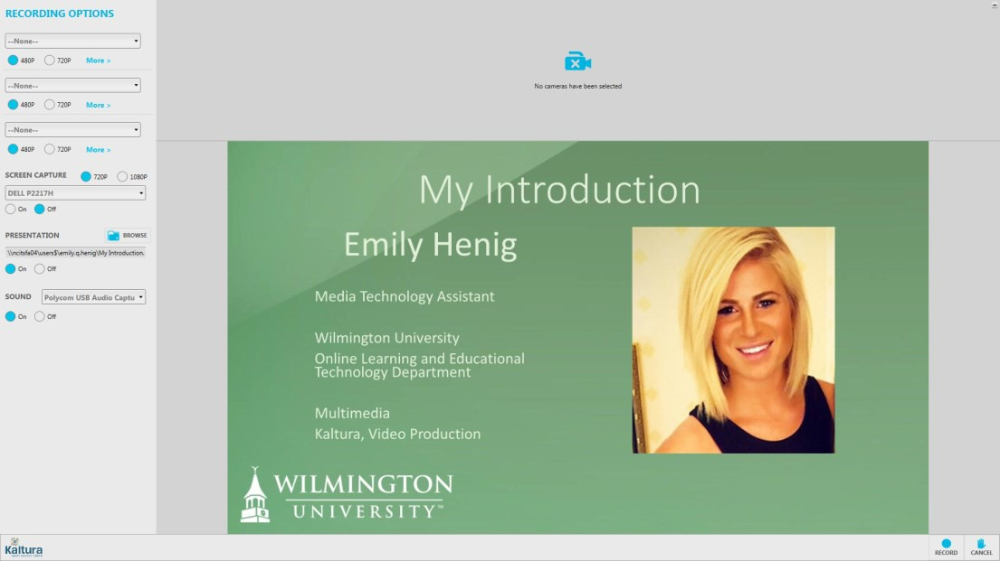 RECORDING OPTIONS
--None--
480P 720P More >
--None--
480P 720P More >
--None--
480P 720P More >
SCREEN CAPTURE 720P 1080P
DELL P2217H
On Off
PRESENTATION BROWSE
\\ncitsfa04\users$\emily.q.henig\My Introduction.
On Off
SOUND Polycom USB Audio Captu
On Off
No cameras have been selected
My Introduction
Emily Henig
Media Technology Assistant
Wilmington University
Online Learning and Educational
Technology Department
Multimedia
Kaltura, Video Production
WILMINGTON
UNIVERSITY™
Kaltura
RECORD CANCEL